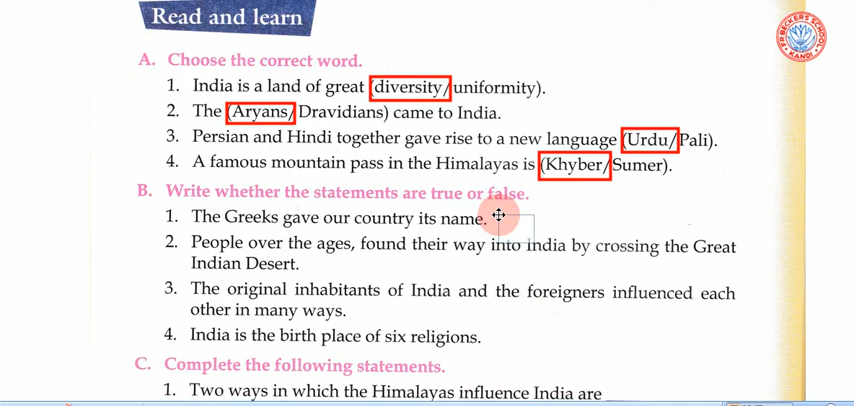 Read and learn
HERBECKER'S SCHOOL
KANDI
A. Choose the correct word.
1. India is a land of great (diversity/uniformity).
2. The (Aryans/Dravidians) came to India.
3. Persian and Hindi together gave rise to a new language (Urdu/Pali).
4. A famous mountain pass in the Himalayas is (Khyber/Sumer).
B. Write whether the statements are true or false.
1. The Greeks gave our country its name.
2. People over the ages, found their way into India by crossing the Great
Indian Desert.
3. The original inhabitants of India and the foreigners influenced each
other in many ways.
4. India is the birth place of six religions.
C. Complete the following statements.
1. Two ways in which the Himalayas influence India are